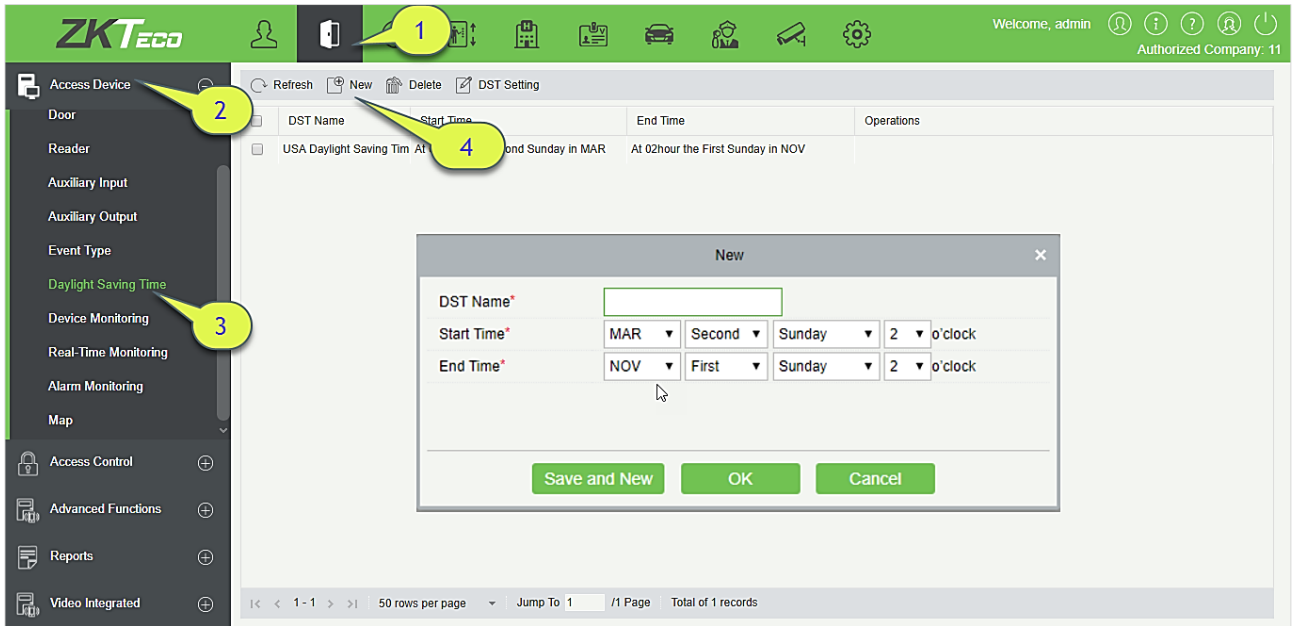 ZKTeco
Welcome, admin
Authorized Company: 11
1
Access Device
2
Door
Reader
Auxiliary Input
Auxiliary Output
Event Type
Daylight Saving Time
3
Device Monitoring
Real-Time Monitoring
Alarm Monitoring
Map
Access Control
Advanced Functions
Reports
Video Integrated
Refresh New Delete DST Setting
4
DST Name Start Time End Time Operations
USA Daylight Saving Tim At Sunday in MAR At 02hour the First Sunday in NOV
New
DST Name*
Start Time* MAR Second Sunday 2 o'clock
End Time* NOV First Sunday 2 o'clock
Save and New OK Cancel
1 - 1 50 rows per page Jump To 1 /1 Page Total of 1 records